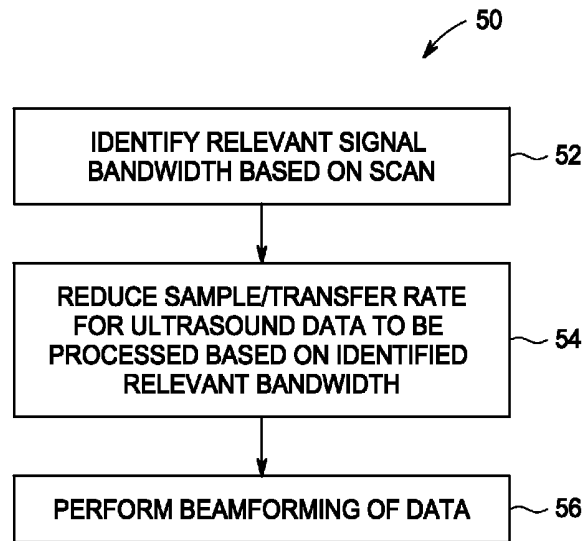 50
IDENTIFY RELEVANT SIGNAL
BANDWIDTH BASED ON SCAN
52
REDUCE SAMPLE/TRANSFER RATE
FOR ULTRASOUND DATA TO BE
PROCESSED BASED ON IDENTIFIED
RELEVANT BANDWIDTH
54
PERFORM BEAMFORMING OF DATA
56